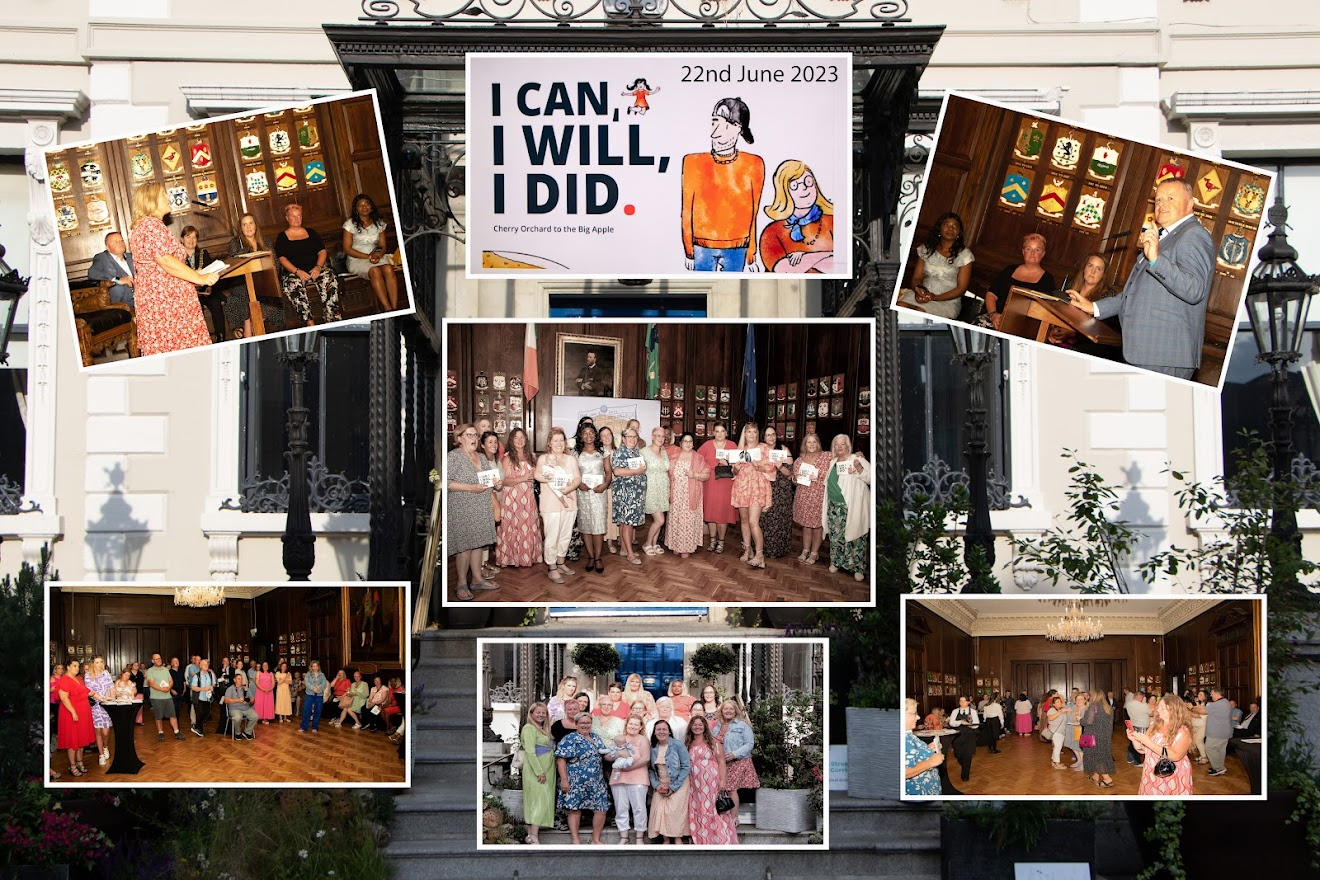 22nd June 2023
I CAN,
I WILL,
I DID.
Cherry Orchard to the Big Apple